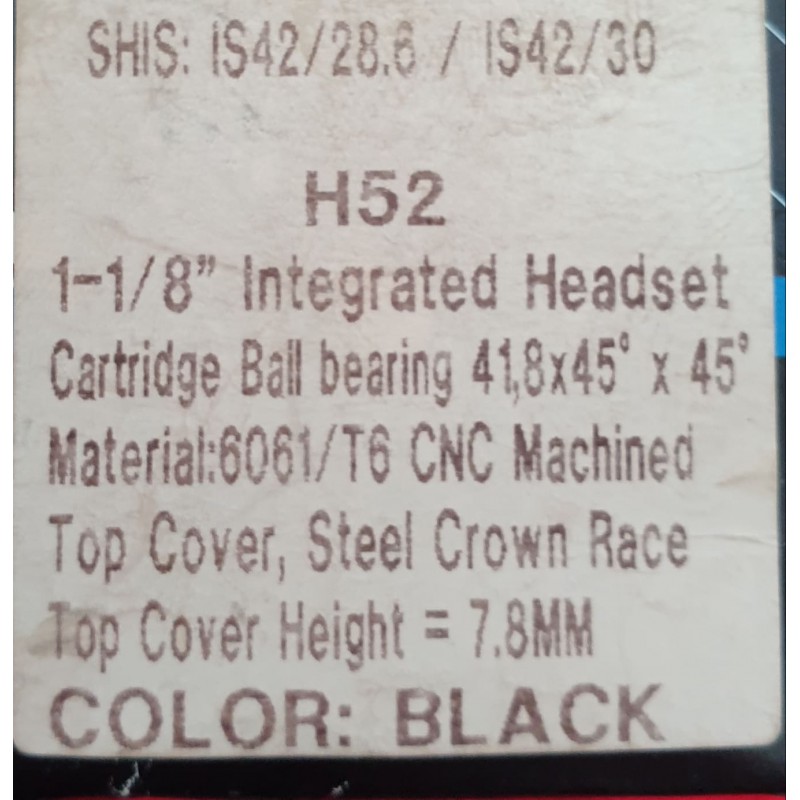 SHIS: IS42/28.6 / IS42/30
H52
1-1/8” Integrated Headset
Cartridge Ball bearing 41,8x45° x 45°
Material:6061/T6 CNC Machined
Top Cover, Steel Crown Race
Top Cover Height = 7.8MM
COLOR: BLACK